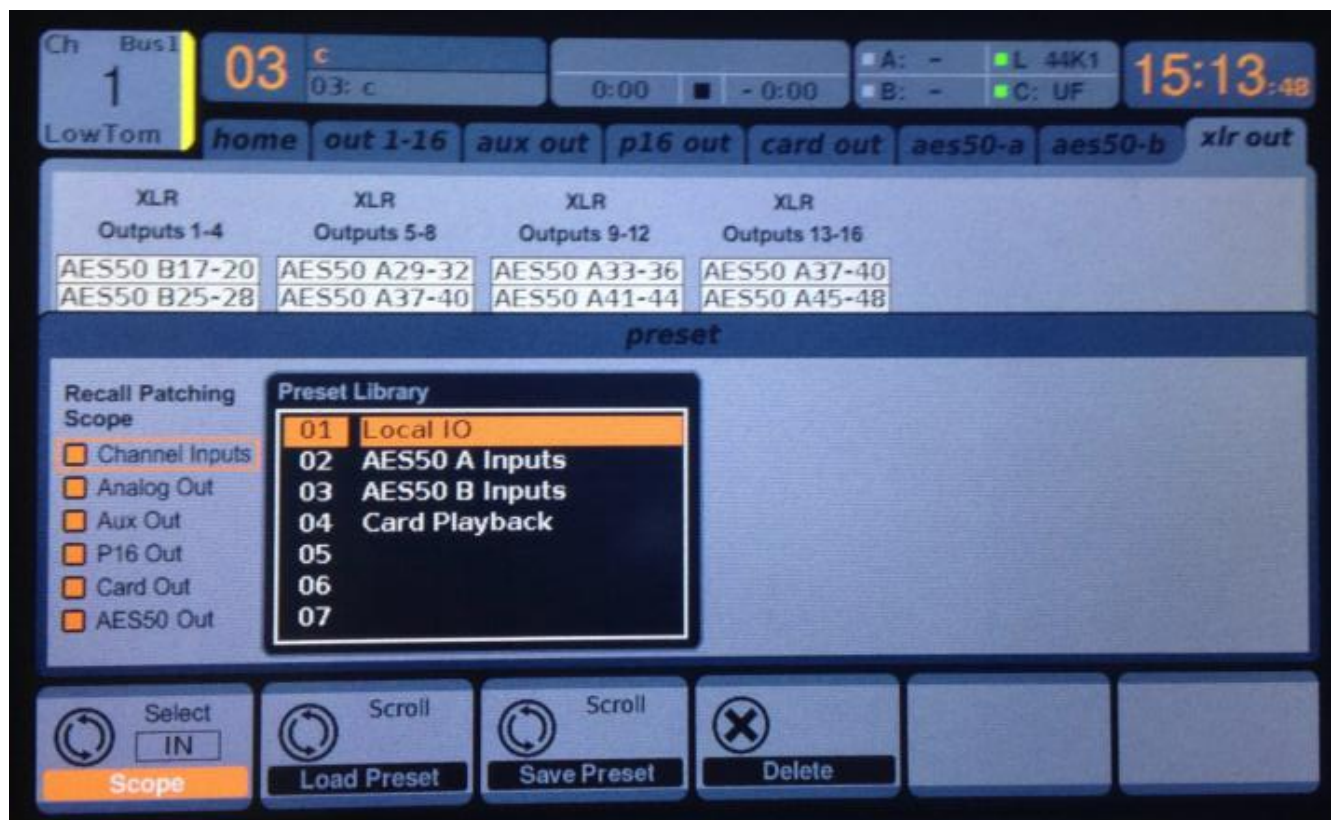 Ch Bus1
1
LowTom
03 c
03: c
0:00 - 0:00
A: - L 44K1
B: - C: UF
15:13:48
home out 1-16 aux out p16 out card out aes50-a aes50-b xlr out
XLR Outputs 1-4
XLR Outputs 5-8
XLR Outputs 9-12
XLR Outputs 13-16
AES50 B17-20 AES50 A29-32 AES50 A33-36 AES50 A37-40
AES50 B25-28 AES50 A37-40 AES50 A41-44 AES50 A45-48
preset
Recall Patching
Scope
Channel Inputs
Analog Out
Aux Out
P16 Out
Card Out
AES50 Out
Preset Library
01 Local IO
02 AES50 A Inputs
03 AES50 B Inputs
04 Card Playback
05
06
07
Select
IN
Scope
Scroll
Load Preset
Scroll
Save Preset
Delete